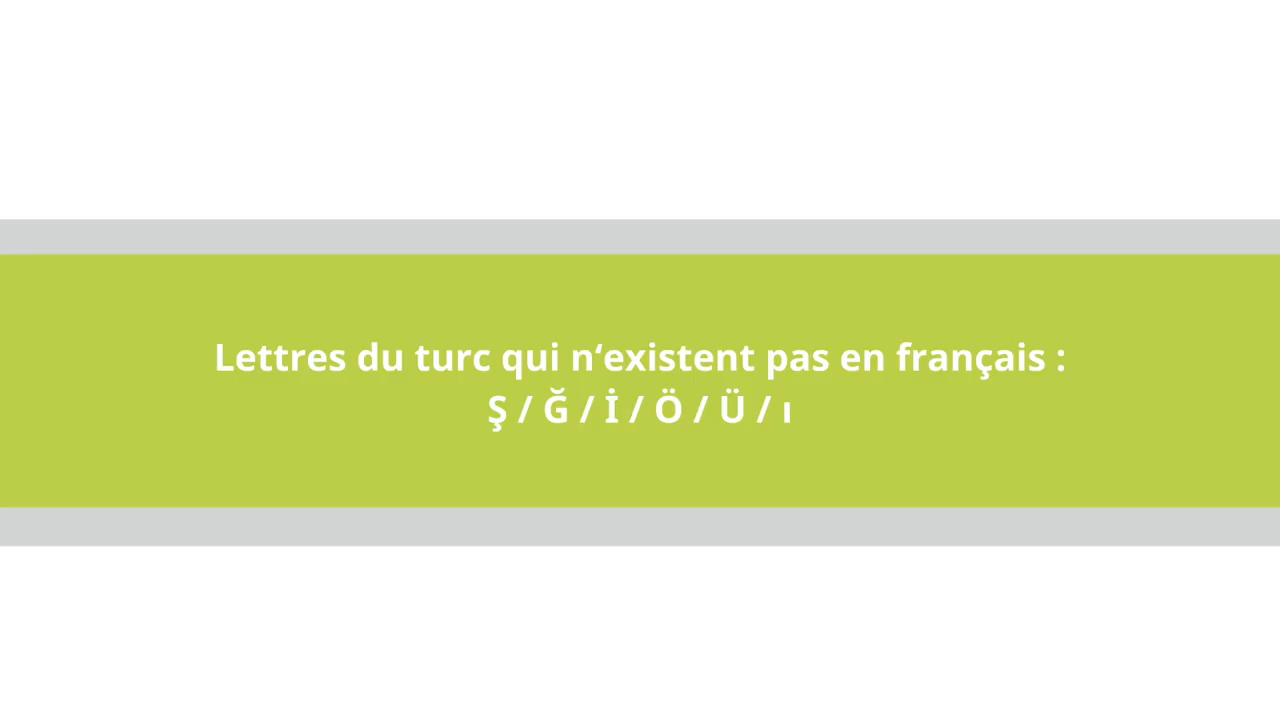 Lettres du turc qui n‘existent pas en français :
Ş / Ğ / İ / Ö / Ü / ı